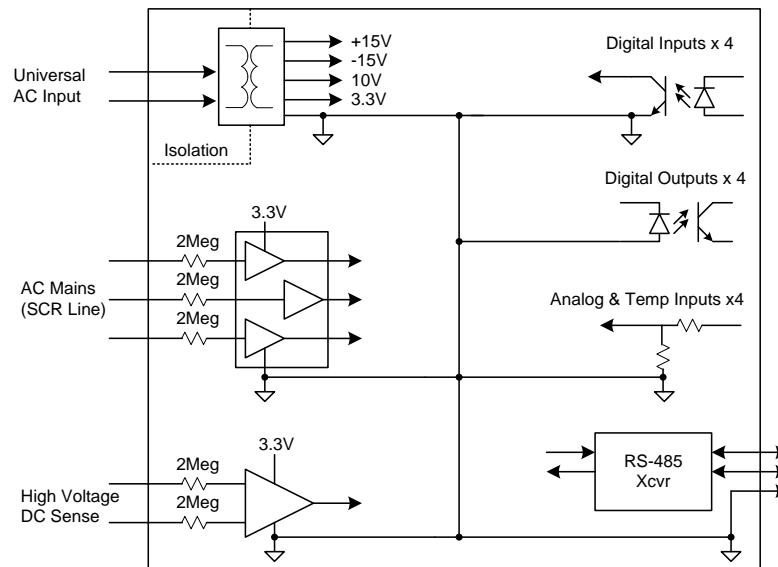 Universal
AC Input
+15V
-15V
10V
3.3V
Isolation
Digital Inputs x 4
Digital Outputs x 4
3.3V
2Meg
2Meg
2Meg
AC Mains
(SCR Line)
Analog & Temp Inputs x4
3.3V
2Meg
2Meg
High Voltage
DC Sense
RS-485
Xcvr